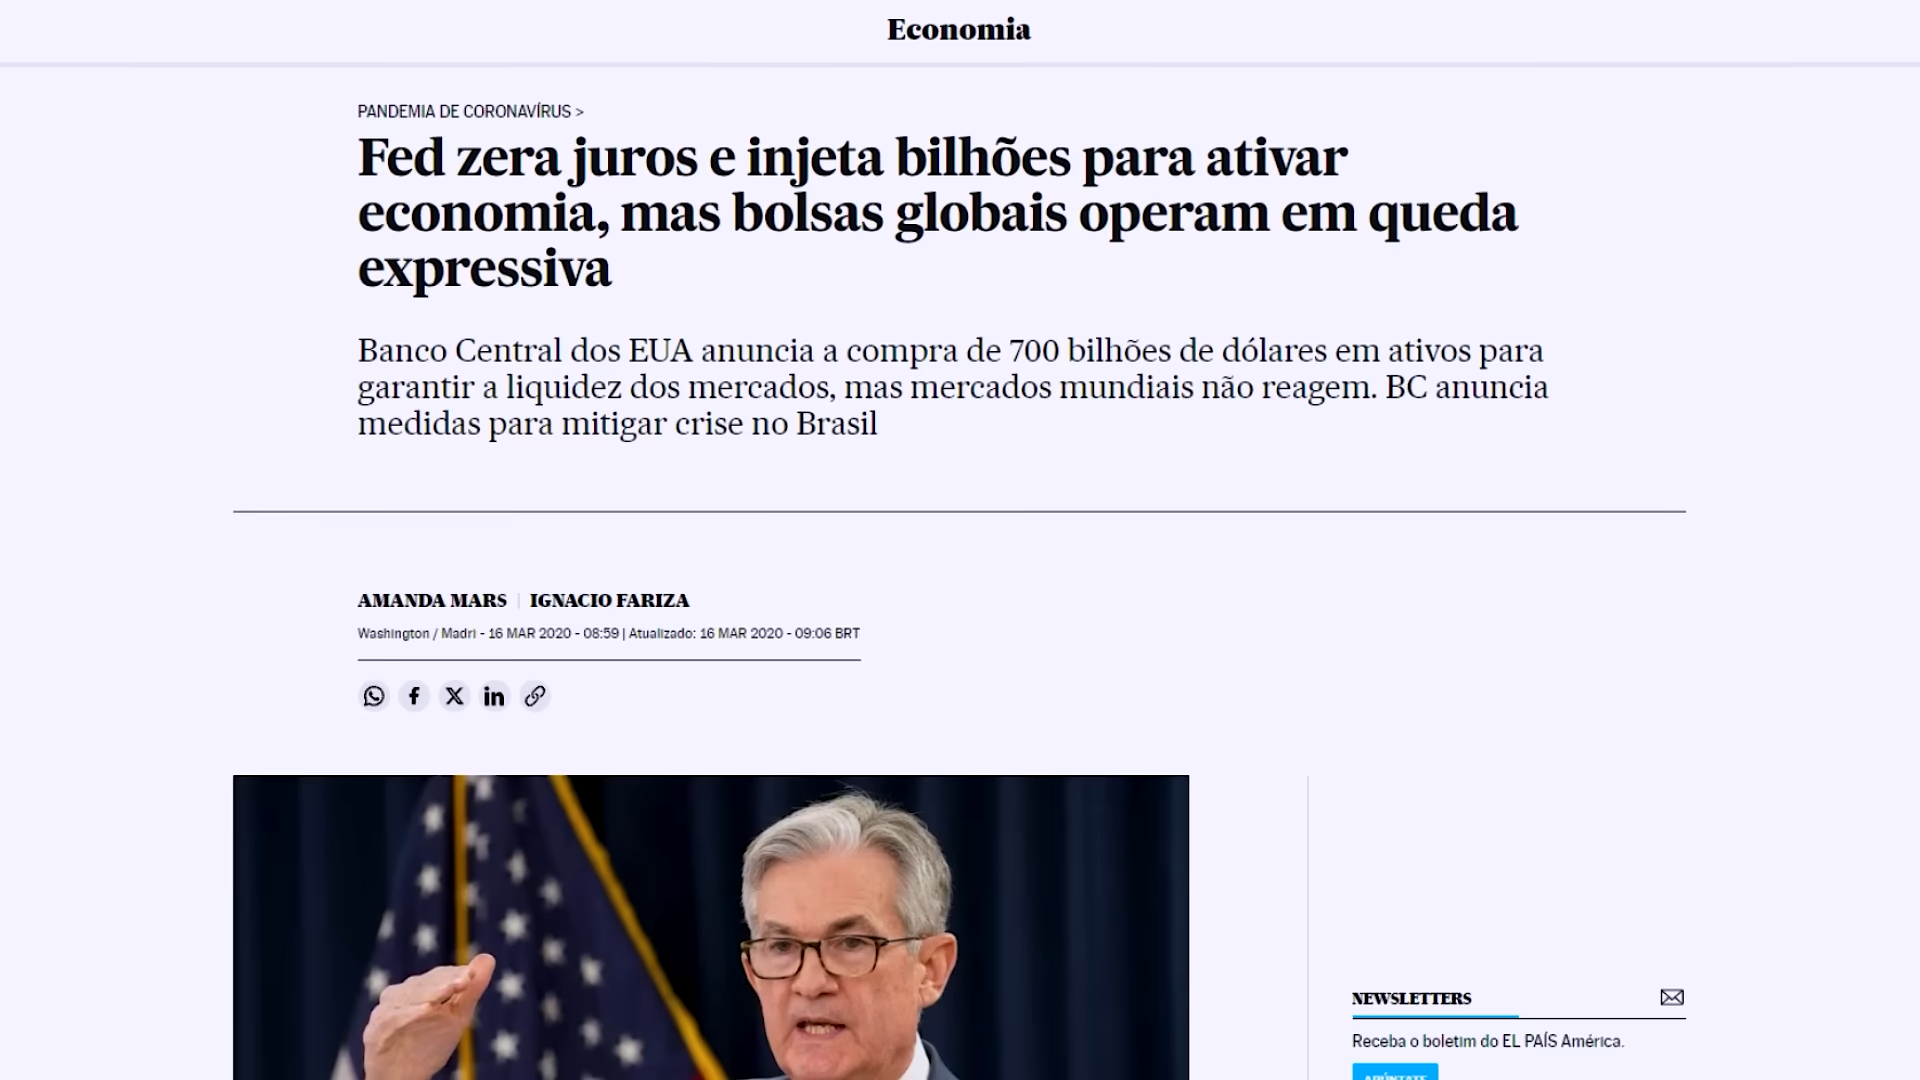 Economia
PANDEMIA DE CORONAVÍRUS >
Fed zera juros e injeta bilhões para ativar
economia, mas bolsas globais operam em queda
expressiva
Banco Central dos EUA anuncia a compra de 700 bilhões de dólares em ativos para
garantir a liquidez dos mercados, mas mercados mundiais não reagem. BC anuncia
medidas para mitigar crise no Brasil
AMANDA MARS | IGNACIO FARIZA
Washington / Madri - 16 MAR 2020 - 08:59 | Atualizado: 16 MAR 2020 - 09:06 BRT
NEWSLETTERS
Receba o boletim do EL PAÍS América.
APÚNTATE